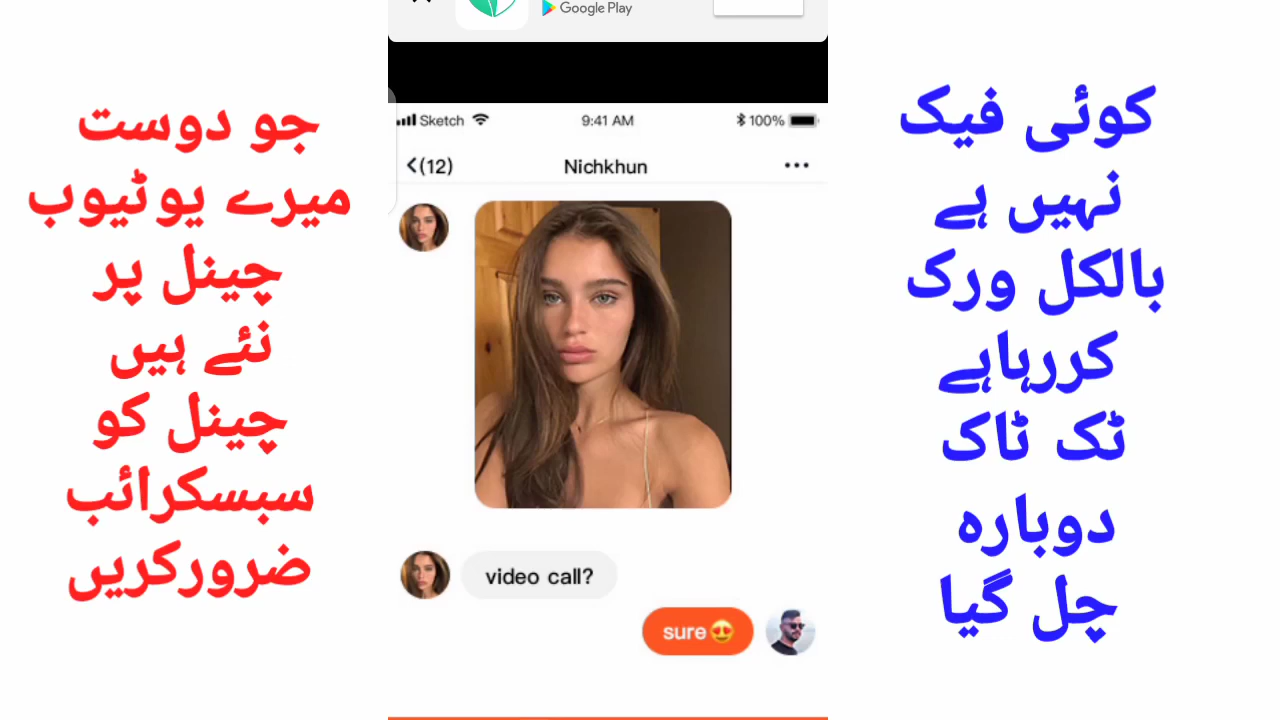 جو دوست
میرے یوٹیوب
چینل پر
نئے ہیں
چینل کو
سبسکرائب
ضرورکریں
Google Play
Sketch 9:41 AM 100%
(12) Nichkhun
video call?
sure😍
کوئی فیک
نہیں ہے
بالکل ورک
کررہاہے
ٹک ٹاک
دوبارہ
چل گیا